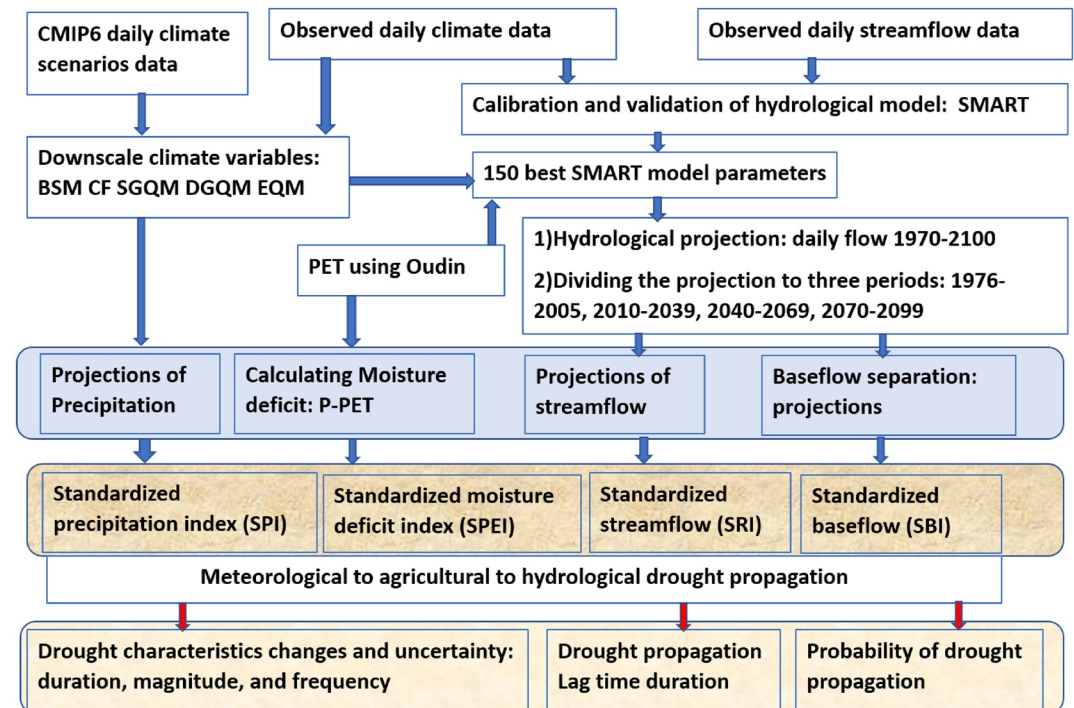 CMIP6 daily climate
scenarios data
Observed daily climate data
Observed daily streamflow data
Calibration and validation of hydrological model:  SMART
Downscale climate variables:
BSM CF SGQM DGQM EQM
150 best SMART model parameters
PET using Oudin
1)Hydrological projection: daily flow 1970-2100
2)Dividing the projection to three periods: 1976-
2005, 2010-2039, 2040-2069, 2070-2099
Projections of
Precipitation
Calculating Moisture
deficit: P-PET
Projections of
streamflow
Baseflow separation:
projections
Standardized
precipitation index (SPI)
Standardized moisture
deficit index (SPEI)
Standardized
streamflow (SRI)
Standardized
baseflow (SBI)
Meteorological to agricultural to hydrological drought propagation
Drought characteristics changes and uncertainty:
duration, magnitude, and frequency
Drought propagation
Lag time duration
Probability of drought
propagation